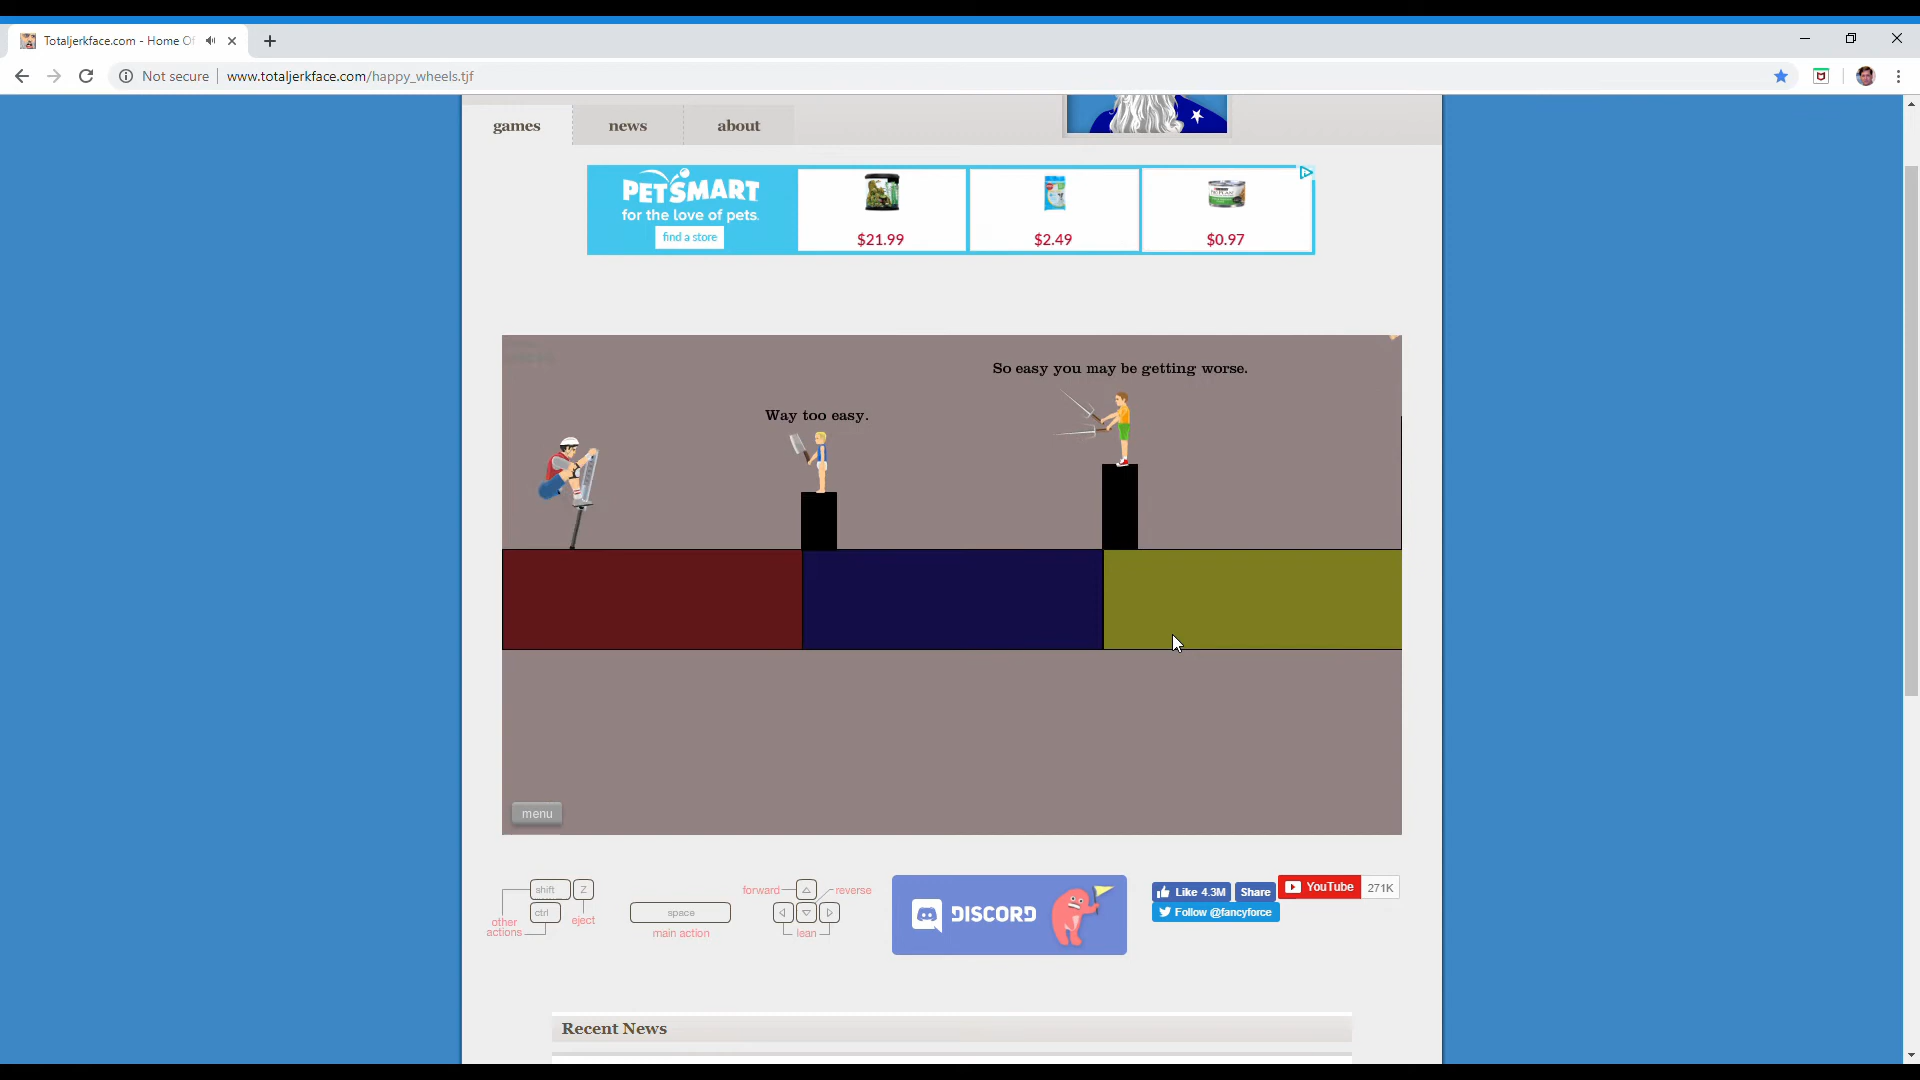 Totaljerkface.com - Home Of
Not secure
www.totaljerkface.com/happy_wheels.tjf
games
news
about
PETSMART
for the love of pets.
find a store
$21.99
$2.49
$0.97
So easy you may be getting worse.
Way too easy.
menu
shift
Z
ctrl
other
actions
eject
space
main action
forward
reverse
lean
DISCORD
Like 4.3M
Share
YouTube
271K
Follow @fancyforce
Recent News